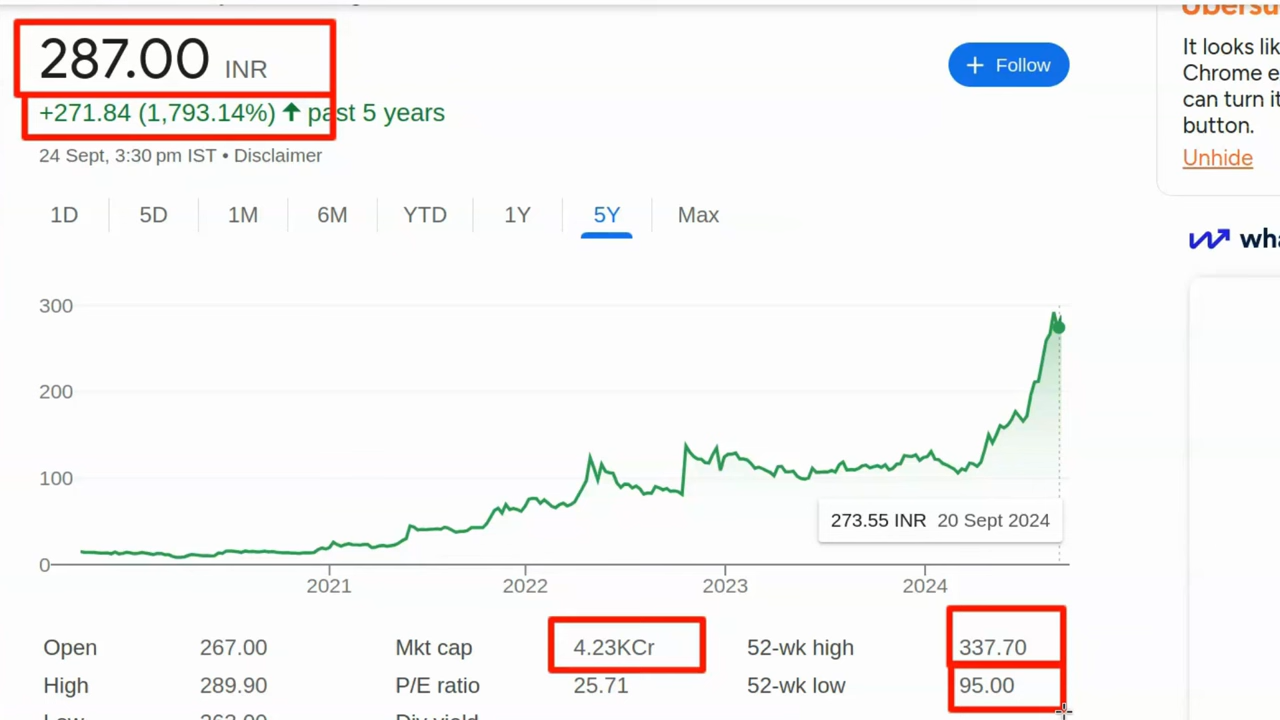 287.00 INR
+271.84 (1,793.14%) ↑ past 5 years
24 Sept, 3:30 pm IST • Disclaimer
+ Follow
It looks lik
Chrome e
can turn it
button.
Unhide
wha
1D 5D 1M 6M YTD 1Y 5Y Max
300
200
100
0
273.55 INR 20 Sept 2024
2021 2022 2023 2024
Open 267.00 Mkt cap 4.23KCr 52-wk high 337.70
High 289.90 P/E ratio 25.71 52-wk low 95.00